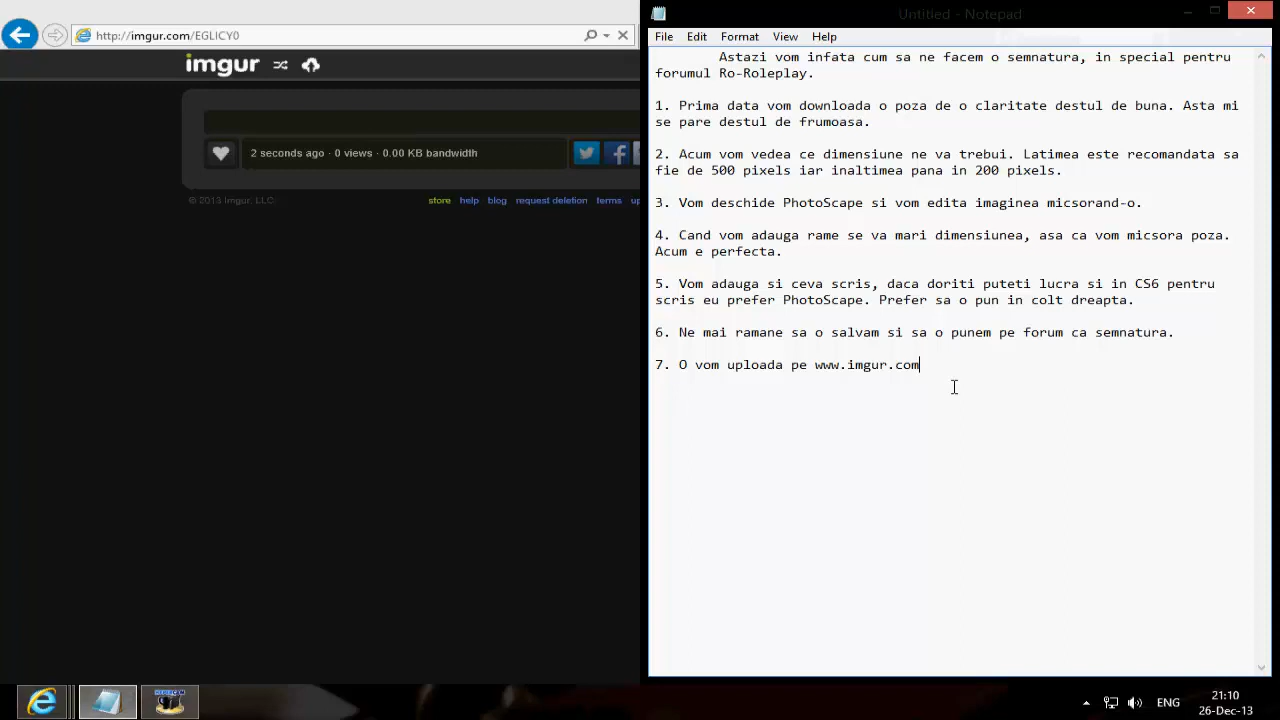 http://imgur.com/EGLICY0
imgur
2 seconds ago · 0 views · 0.00 KB bandwidth
© 2013 Imgur, LLC.
store help blog request deletion terms
Untitled - Notepad
File Edit Format View Help
Astazi vom infata cum sa ne facem o semnatura, in special pentru
forumul Ro-Roleplay.
1. Prima data vom downloada o poza de o claritate destul de buna. Asta mi
se pare destul de frumoasa.
2. Acum vom vedea ce dimensiune ne va trebui. Latimea este recomandata sa
fie de 500 pixels iar inaltimea pana in 200 pixels.
3. Vom deschide PhotoScape si vom edita imaginea micsorand-o.
4. Cand vom adauga rame se va mari dimensiunea, asa ca vom micsora poza.
Acum e perfecta.
5. Vom adauga si ceva scris, daca doriti puteti lucra si in CS6 pentru
scris eu prefer PhotoScape. Prefer sa o pun in colt dreapta.
6. Ne mai ramane sa o salvam si sa o punem pe forum ca semnatura.
7. O vom uploada pe www.imgur.com
ENG
21:10
26-Dec-13